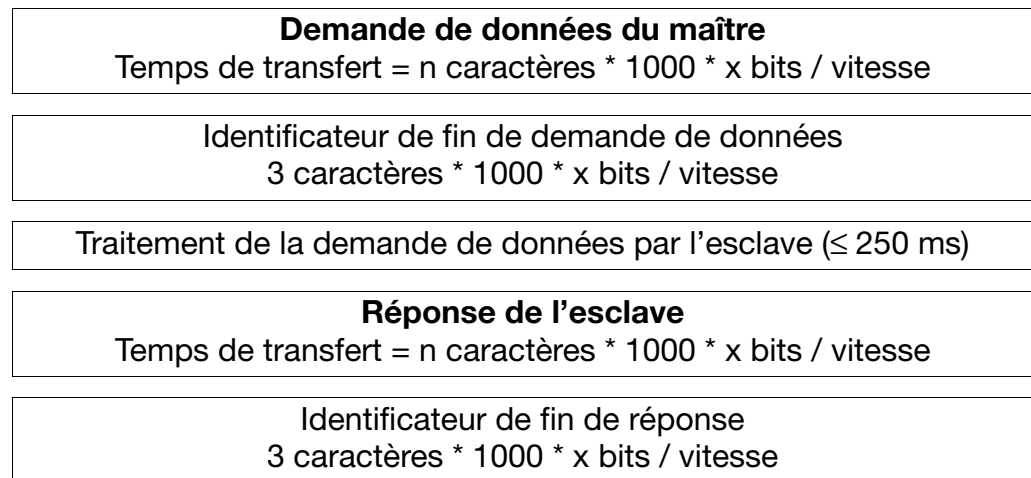 Demande de données du maître
Temps de transfert = n caractères * 1000 * x bits / vitesse
Identificateur de fin de demande de données
3 caractères * 1000 * x bits / vitesse
Traitement de la demande de données par l’esclave (≤ 250 ms)
Réponse de l’esclave
Temps de transfert = n caractères * 1000 * x bits / vitesse
Identificateur de fin de réponse
3 caractères * 1000 * x bits / vitesse